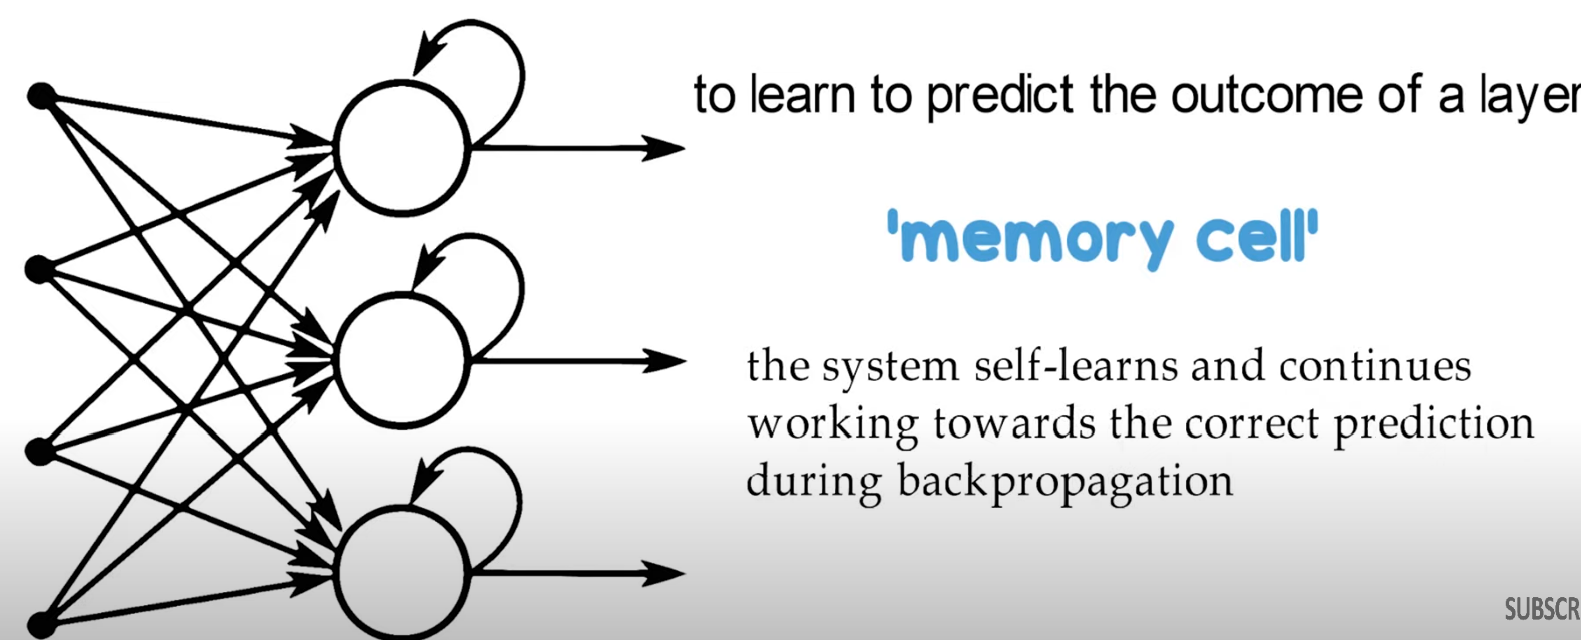 to learn to predict the outcome of a layer
'memory cell'
the system self-learns and continues
working towards the correct prediction
during backpropagation
SUBSCR